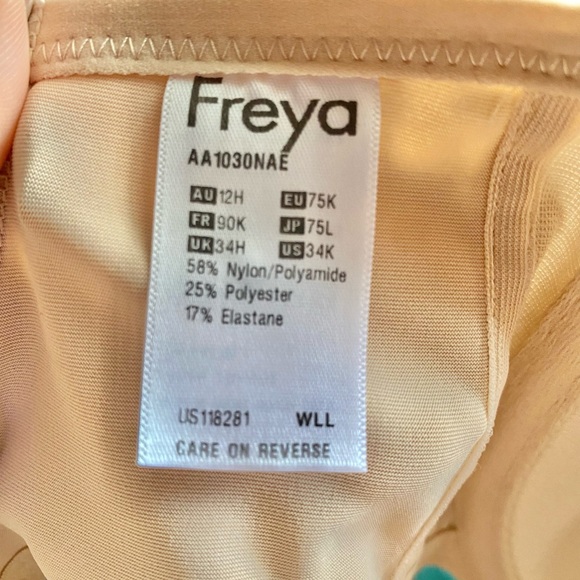 Freya
AA1030NAE
AU 12H EU 75K
FR 90K JP 75L
UK 34H US 34K
58% Nylon/Polyamide
25% Polyester
17% Elastane
US118281 WLL
CARE ON REVERSE